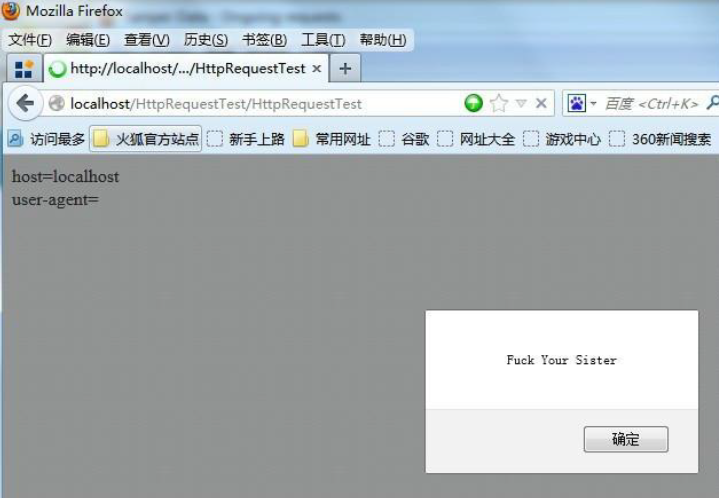 Mozilla Firefox
文件(F) 编辑(E) 查看(V) 历史(S) 书签(B) 工具(T) 帮助(H)
http://localhost/.../HttpRequestTest × +
localhost/HttpRequestTest/HttpRequestTest 百度 <Ctrl+K>
访问最多 火狐官方站点 新手上路 常用网址 谷歌 网址大全 游戏中心 360新闻搜索
host=localhost
user-agent=
Fuck Your Sister
确定